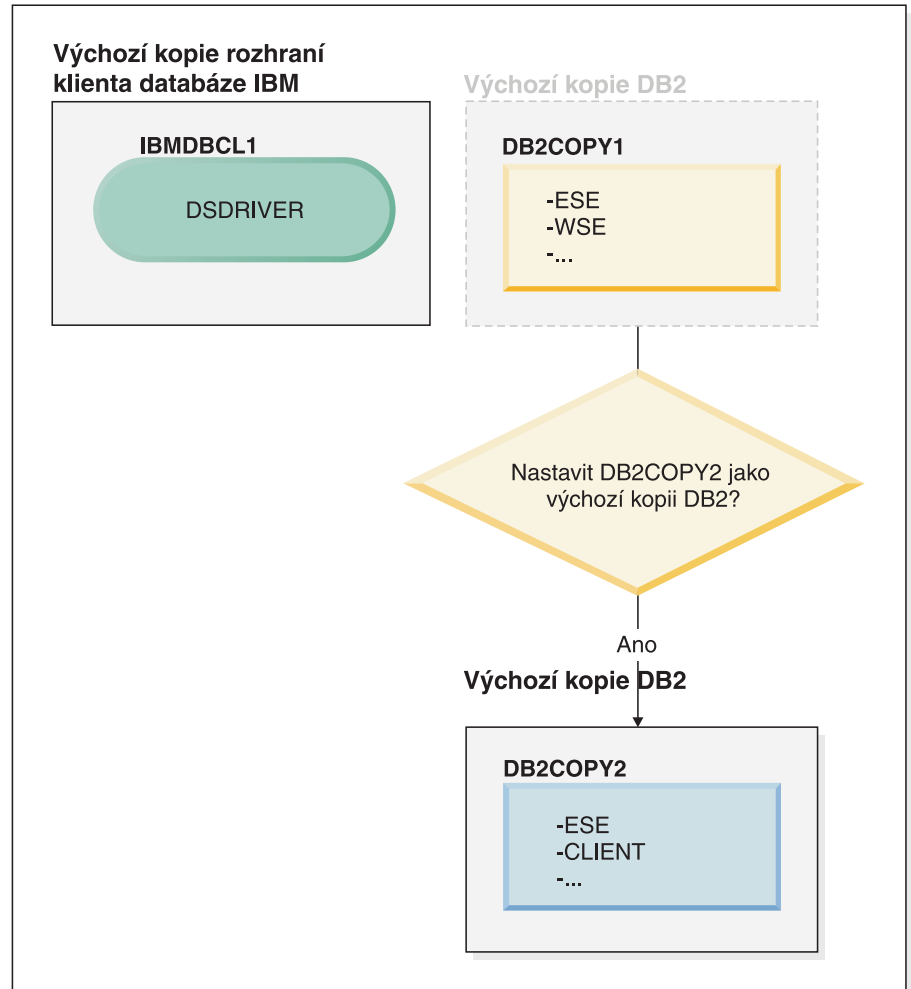 Výchozí kopie rozhraní
klienta databáze IBM
IBMDBCL1
DSDRIVER
Výchozí kopie DB2
DB2COPY1
-ESE
-WSE
-...
Nastavit DB2COPY2 jako
výchozí kopii DB2?
Ano
Výchozí kopie DB2
DB2COPY2
-ESE
-CLIENT
-...